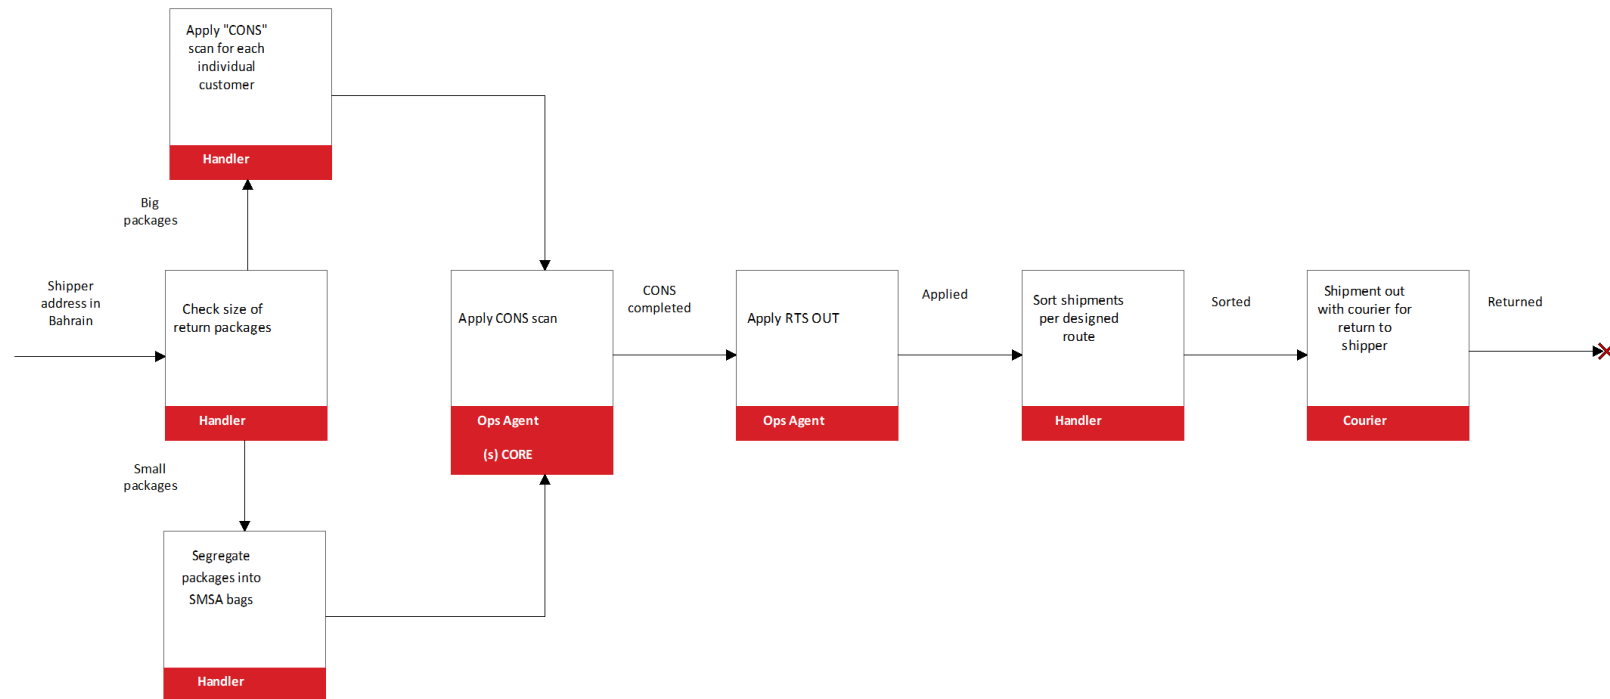 Apply "CONS"
scan for each
individual
customer
Handler
Big
packages
Shipper
address in
Bahrain
Check size of
return packages
Handler
Small
packages
Segregate
packages into
SMSA bags
Handler
Apply CONS scan
Ops Agent
(s) CORE
CONS
completed
Apply RTS OUT
Ops Agent
Applied
Sort shipments
per designed
route
Handler
Sorted
Shipment out
with courier for
return to
shipper
Courier
Returned